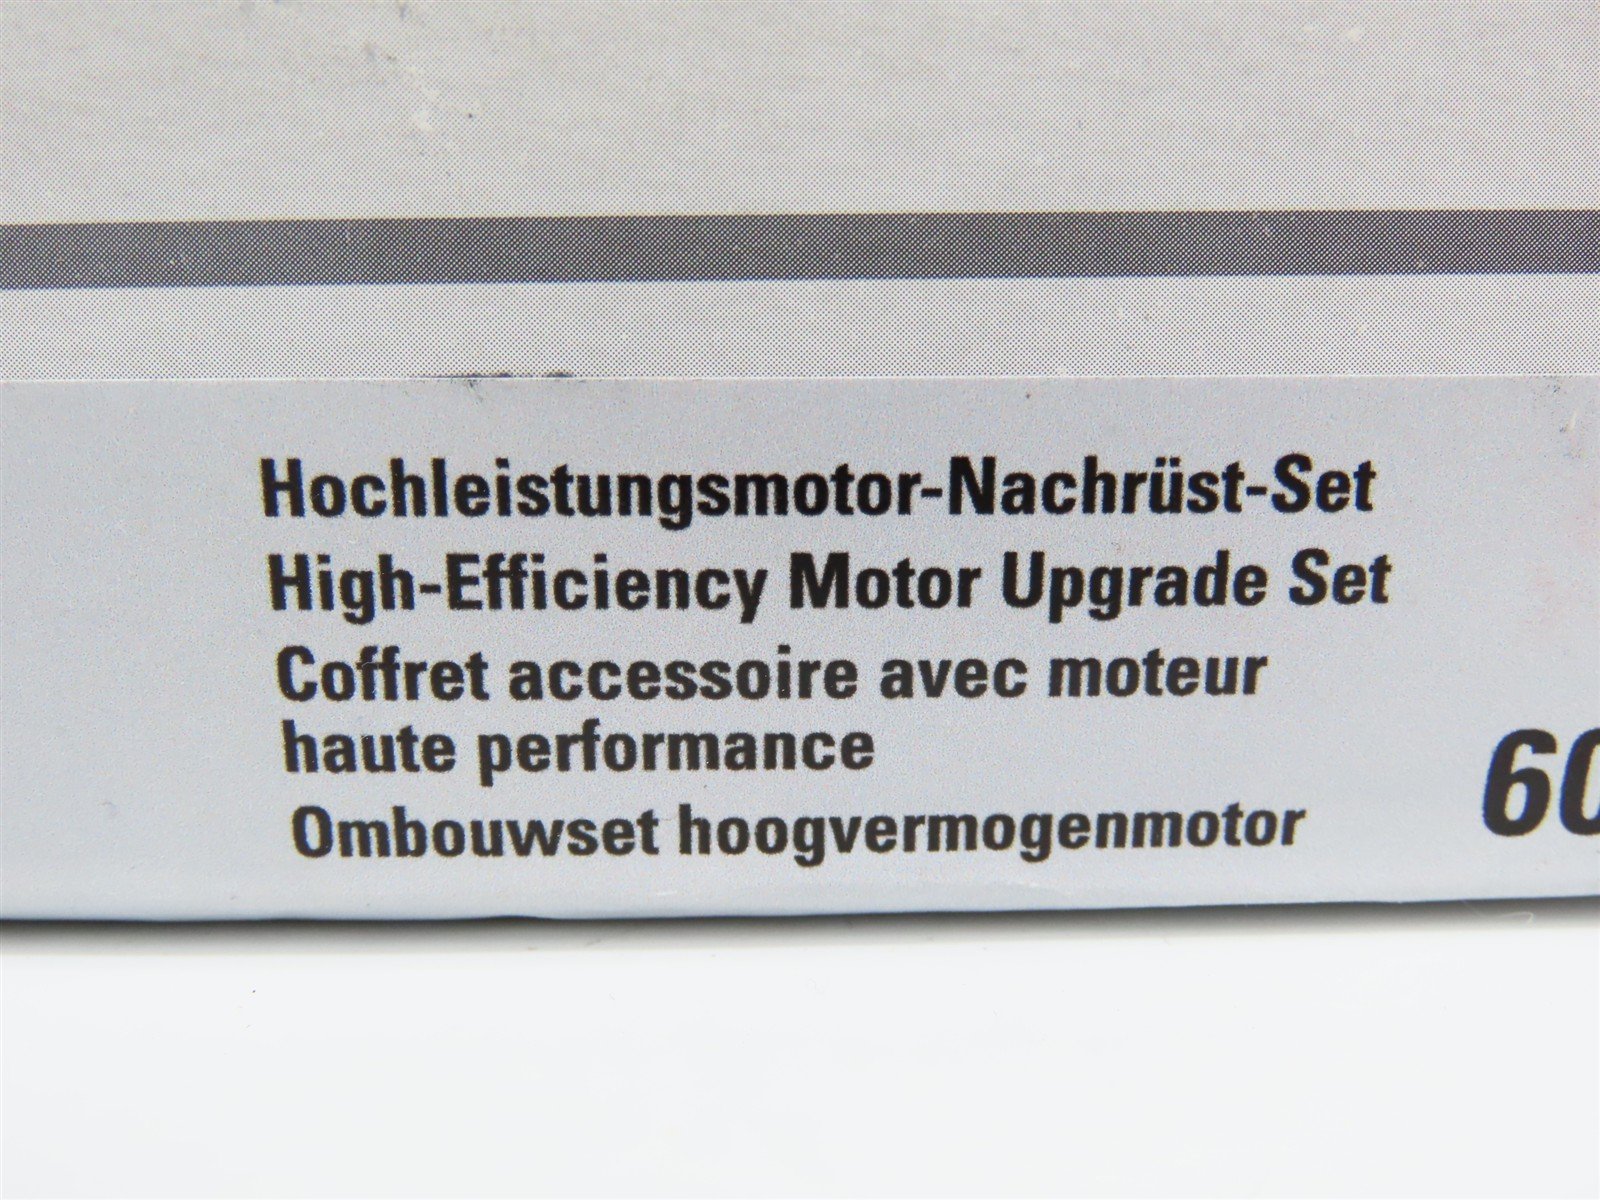 Hochleistungsmotor-Nachrüst-Set
High-Efficiency Motor Upgrade Set
Coffret accessoire avec moteur
haute performance
Ombouwset hoogvermogenmotor
60